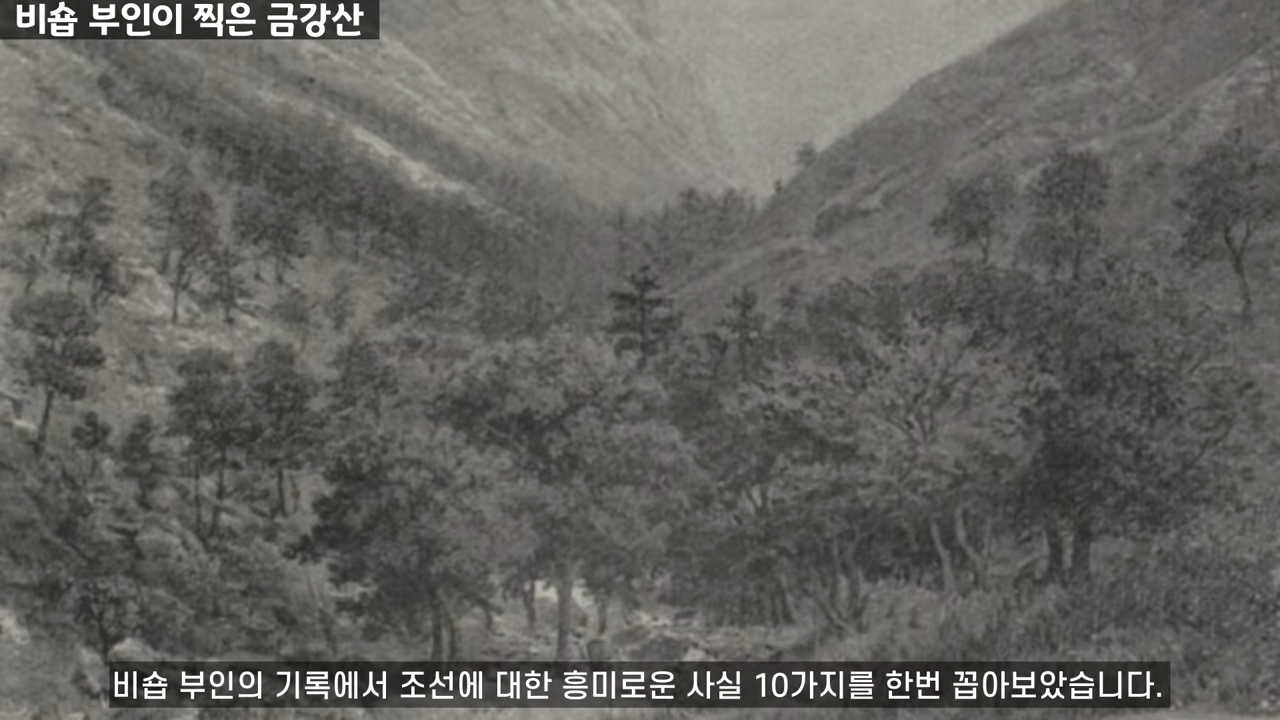 비숍 부인이 찍은 금강산
비숍 부인의 기록에서 조선에 대한 흥미로운 사실 10가지를 한번 꼽아보았습니다.